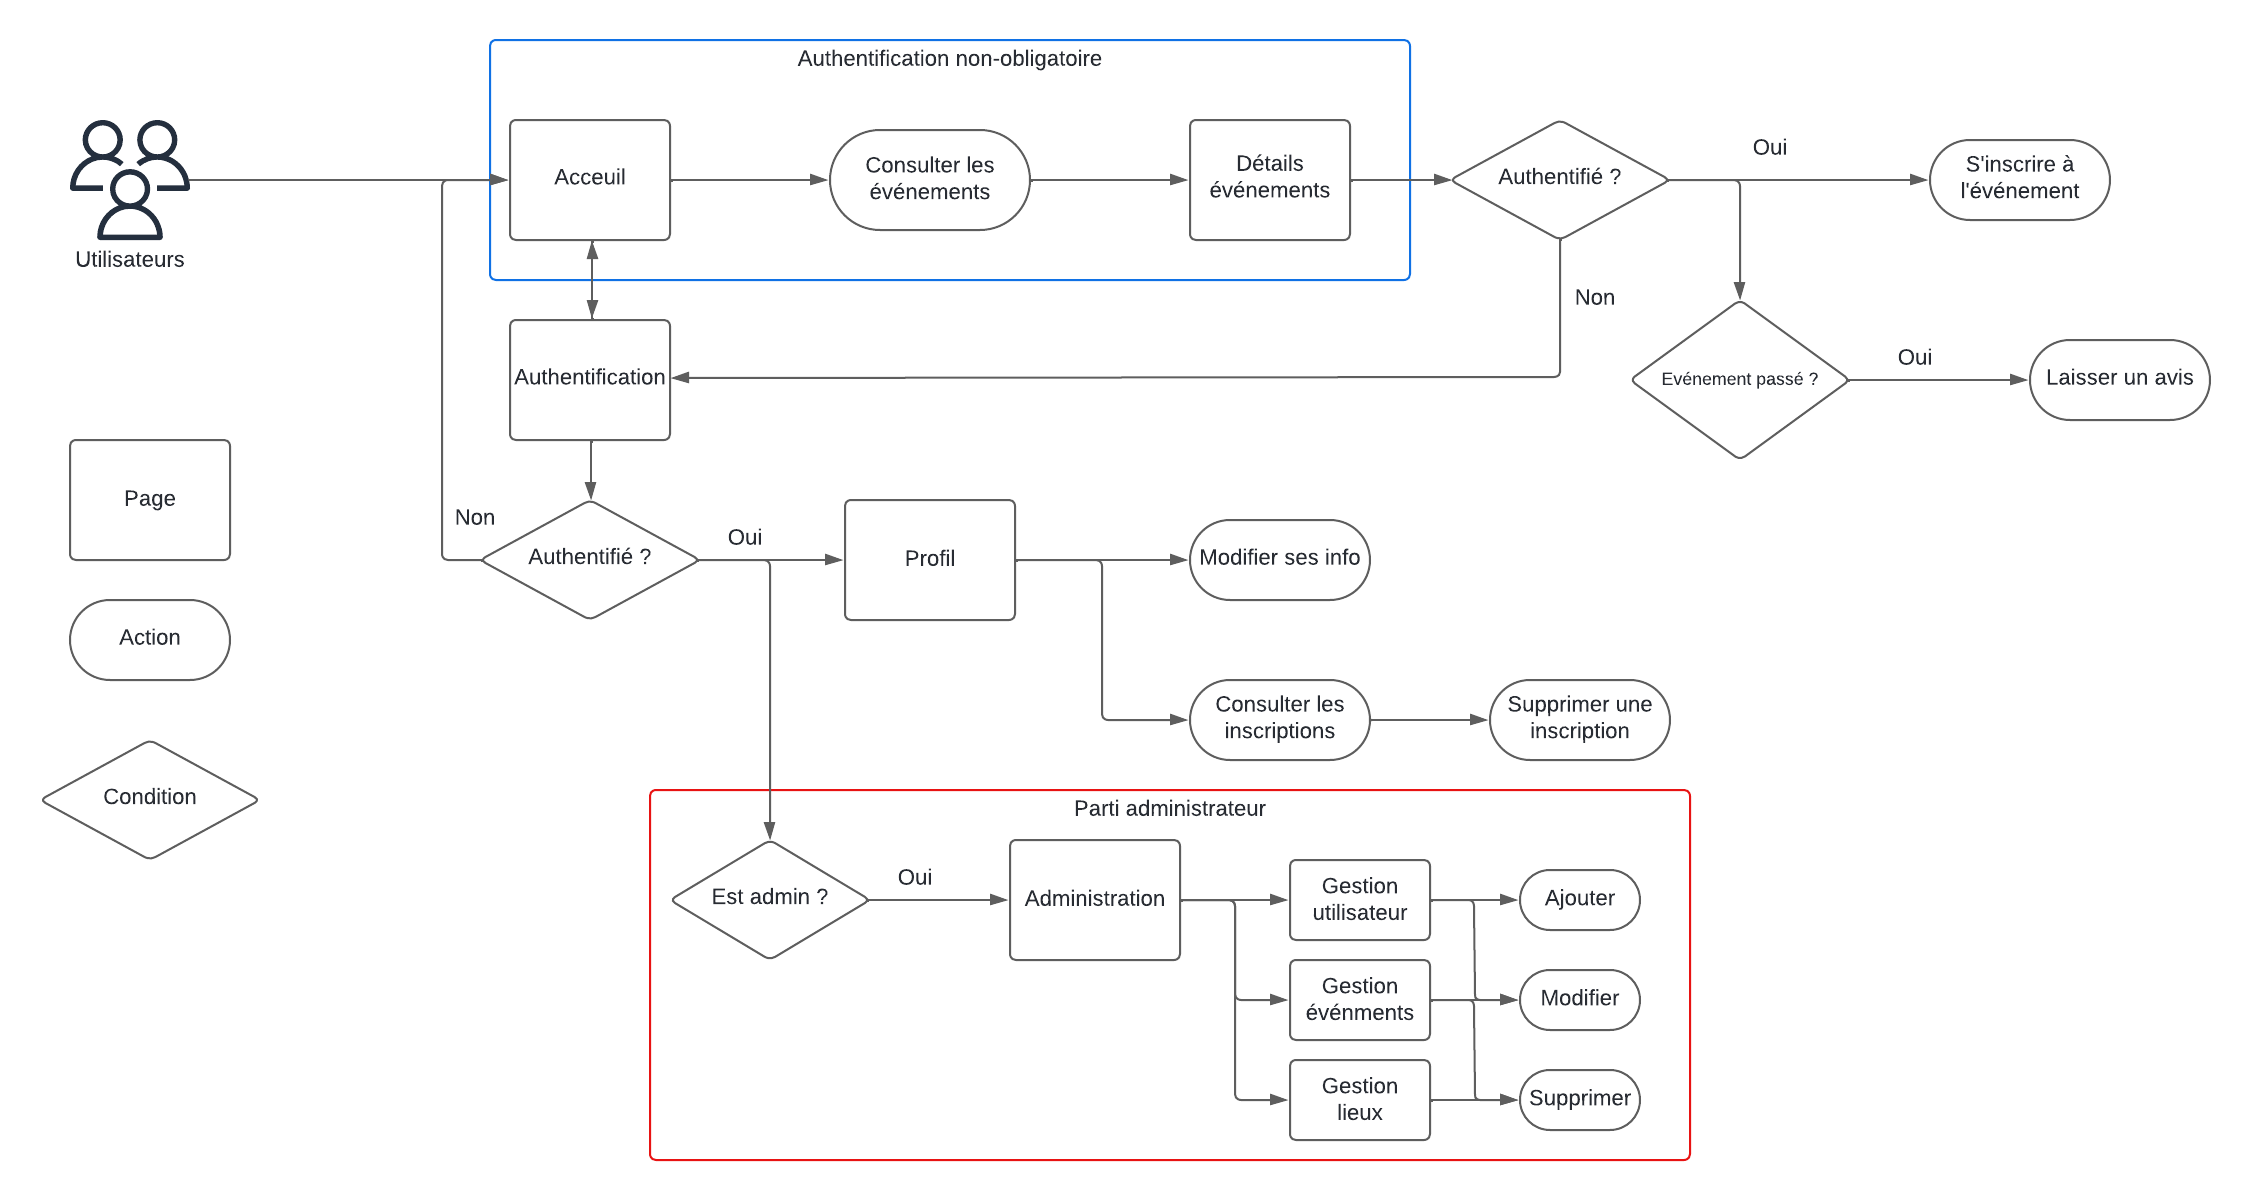 Authentification non-obligatoire
Utilisateurs
Acceuil
Consulter les
événements
Détails
événements
Authentifié ?
Oui
S'inscrire à
l'événement
Non
Authentification
Evénement passé ?
Oui
Laisser un avis
Page
Action
Condition
Non
Authentifié ?
Oui
Profil
Modifier ses info
Consulter les
inscriptions
Supprimer une
inscription
Parti administrateur
Est admin ?
Oui
Administration
Gestion
utilisateur
Ajouter
Gestion
événments
Modifier
Gestion
lieux
Supprimer